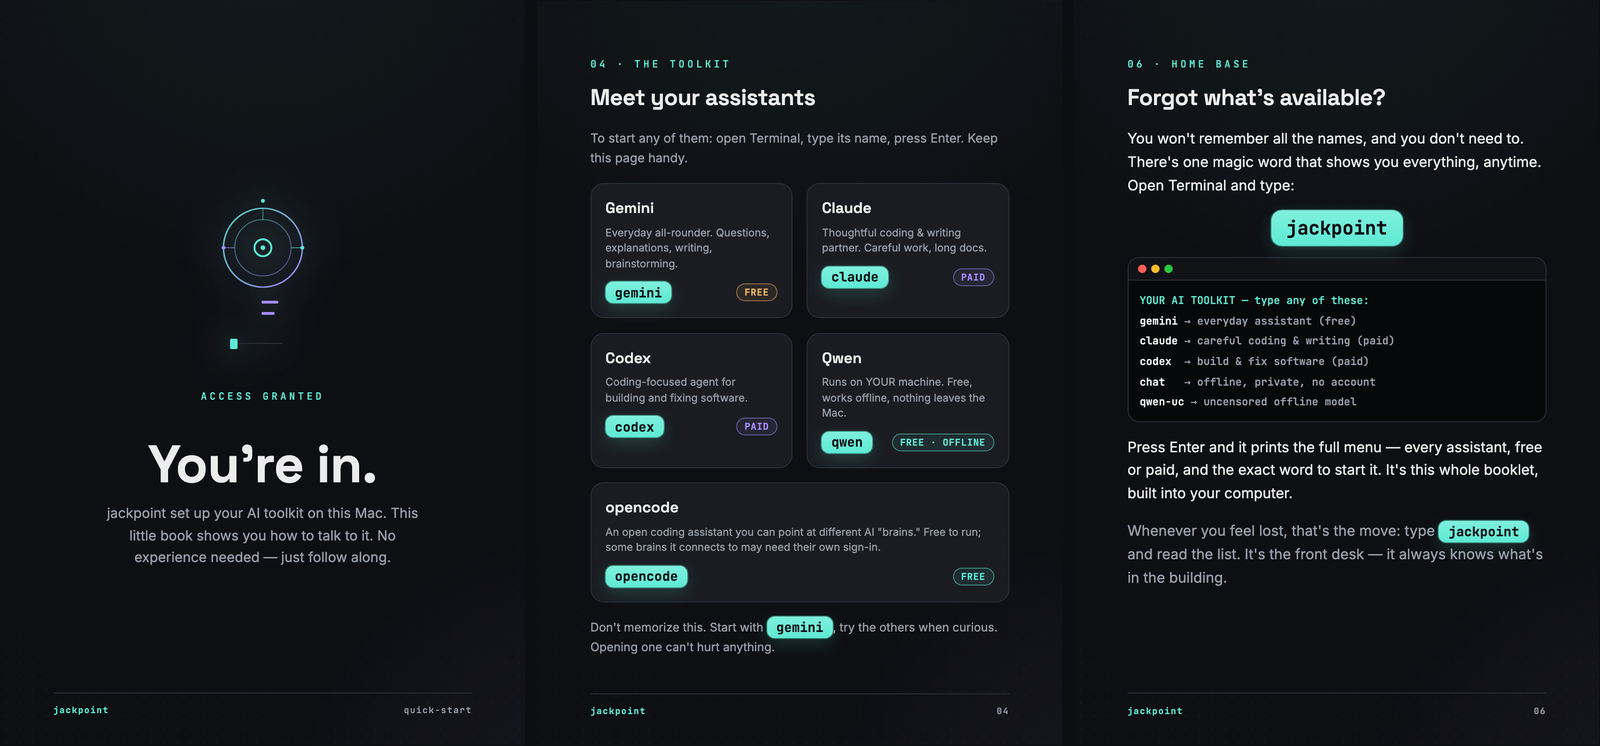 ACCESS GRANTED
You're in.
jackpoint set up your AI toolkit on this Mac. This
little book shows you how to talk to it. No
experience needed — just follow along.
jackpoint
quick-start
04 · THE TOOLKIT
Meet your assistants
To start any of them: open Terminal, type its name, press Enter. Keep
this page handy.
Gemini
Everyday all-rounder. Questions,
explanations, writing,
brainstorming.
gemini
FREE
Claude
Thoughtful coding & writing
partner. Careful work, long docs.
claude
PAID
Codex
Coding-focused agent for
building and fixing software.
codex
PAID
Qwen
Runs on YOUR machine. Free,
works offline, nothing leaves the
Mac.
qwen
FREE · OFFLINE
opencode
An open coding assistant you can point at different AI "brains." Free to run;
some brains it connects to may need their own sign-in.
opencode
FREE
Don't memorize this. Start with gemini, try the others when curious.
Opening one can't hurt anything.
jackpoint
04
06 · HOME BASE
Forgot what's available?
You won't remember all the names, and you don't need to.
There's one magic word that shows you everything, anytime.
Open Terminal and type:
jackpoint
YOUR AI TOOLKIT — type any of these:
gemini → everyday assistant (free)
claude → careful coding & writing (paid)
codex → build & fix software (paid)
chat → offline, private, no account
qwen-uc → uncensored offline model
Press Enter and it prints the full menu — every assistant, free
or paid, and the exact word to start it. It's this whole booklet,
built into your computer.
Whenever you feel lost, that's the move: type jackpoint
and read the list. It's the front desk — it always knows what's
in the building.
jackpoint
06